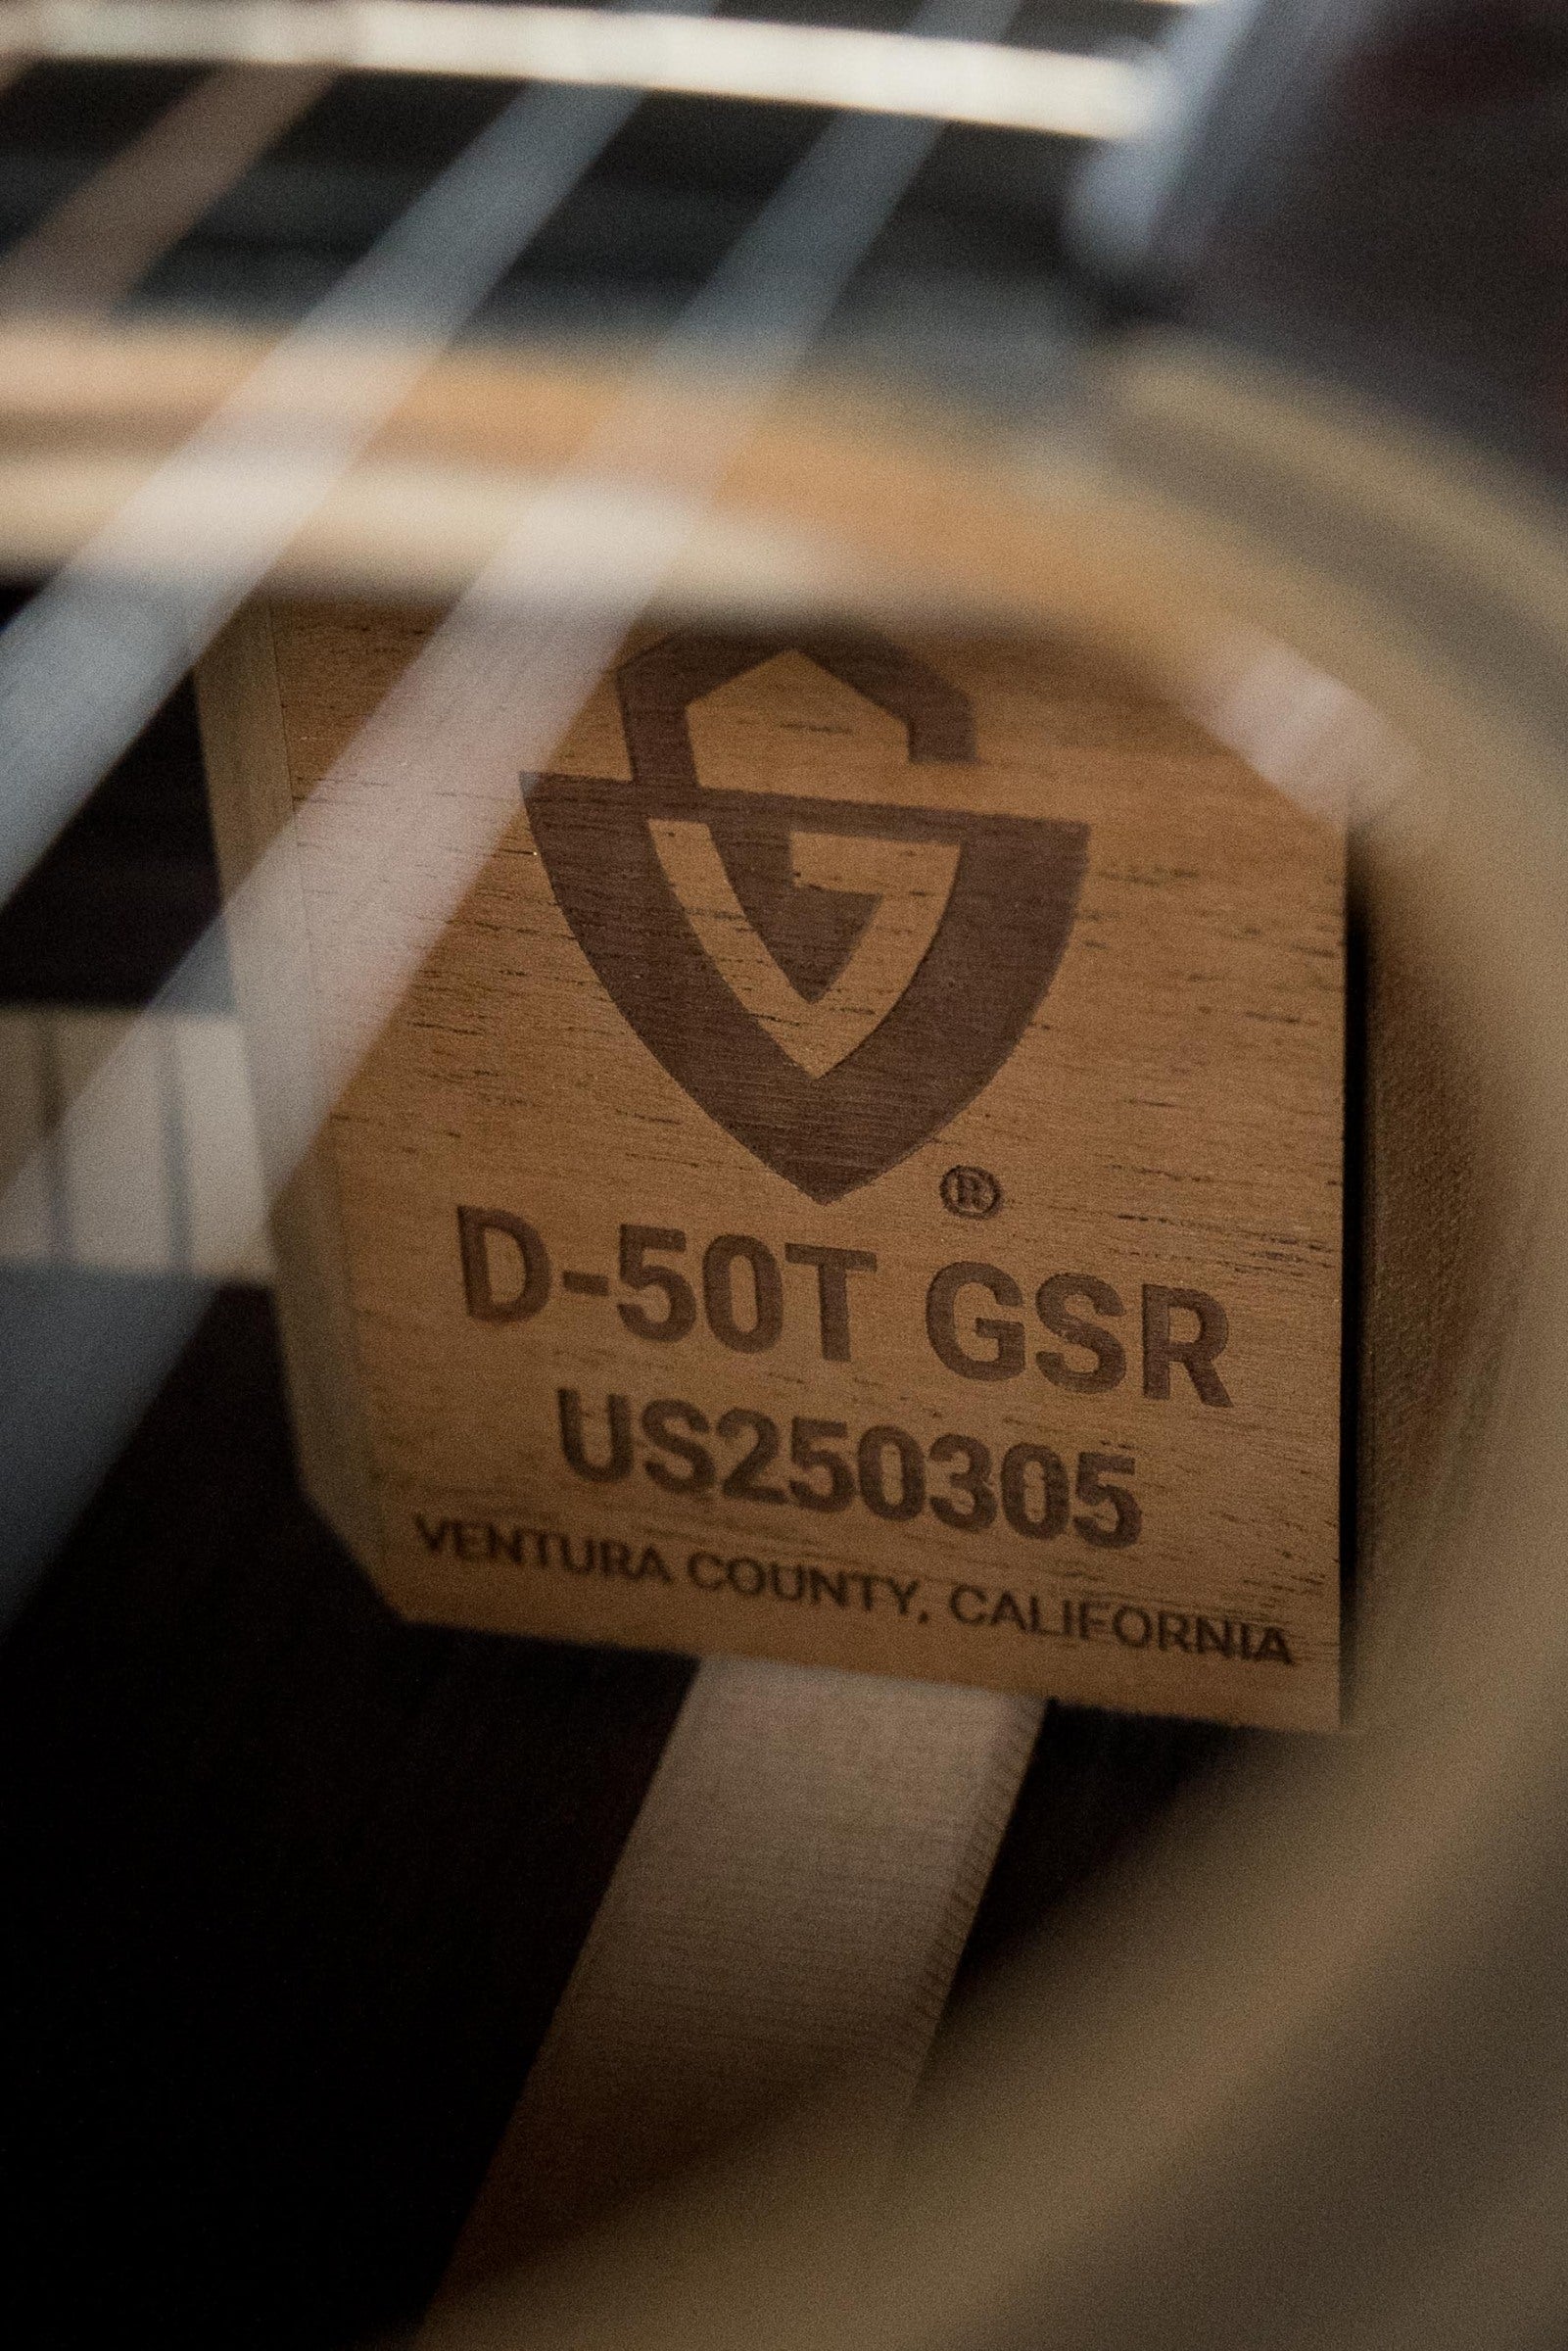 G
®
D-50T GSR
US250305
VENTURA COUNTY, CALIFORNIA